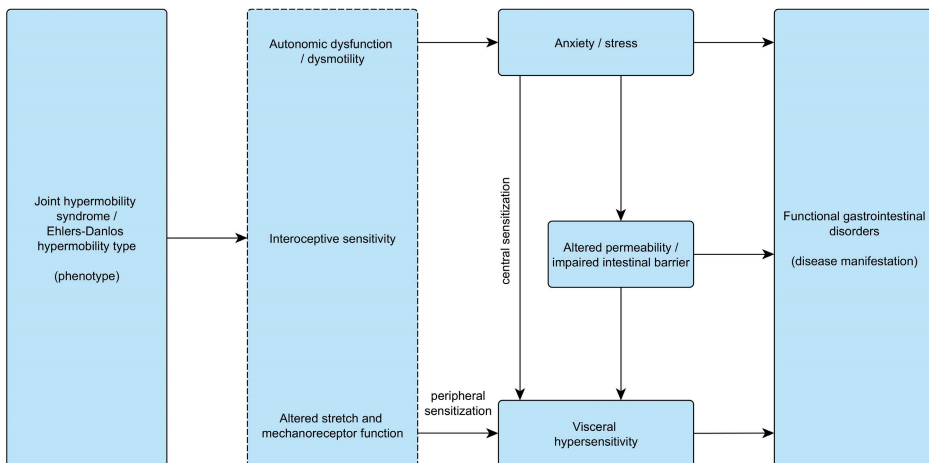 Joint hypermobility
syndrome /
Ehlers-Danlos
hypermobility type
(phenotype)
Autonomic dysfunction
/ dysmotility
Interoceptive sensitivity
Altered stretch and
mechanoreceptor function
peripheral
sensitization
Anxiety / stress
central sensitization
Altered permeability /
impaired intestinal barrier
Visceral
hypersensitivity
Functional gastrointestinal
disorders
(disease manifestation)